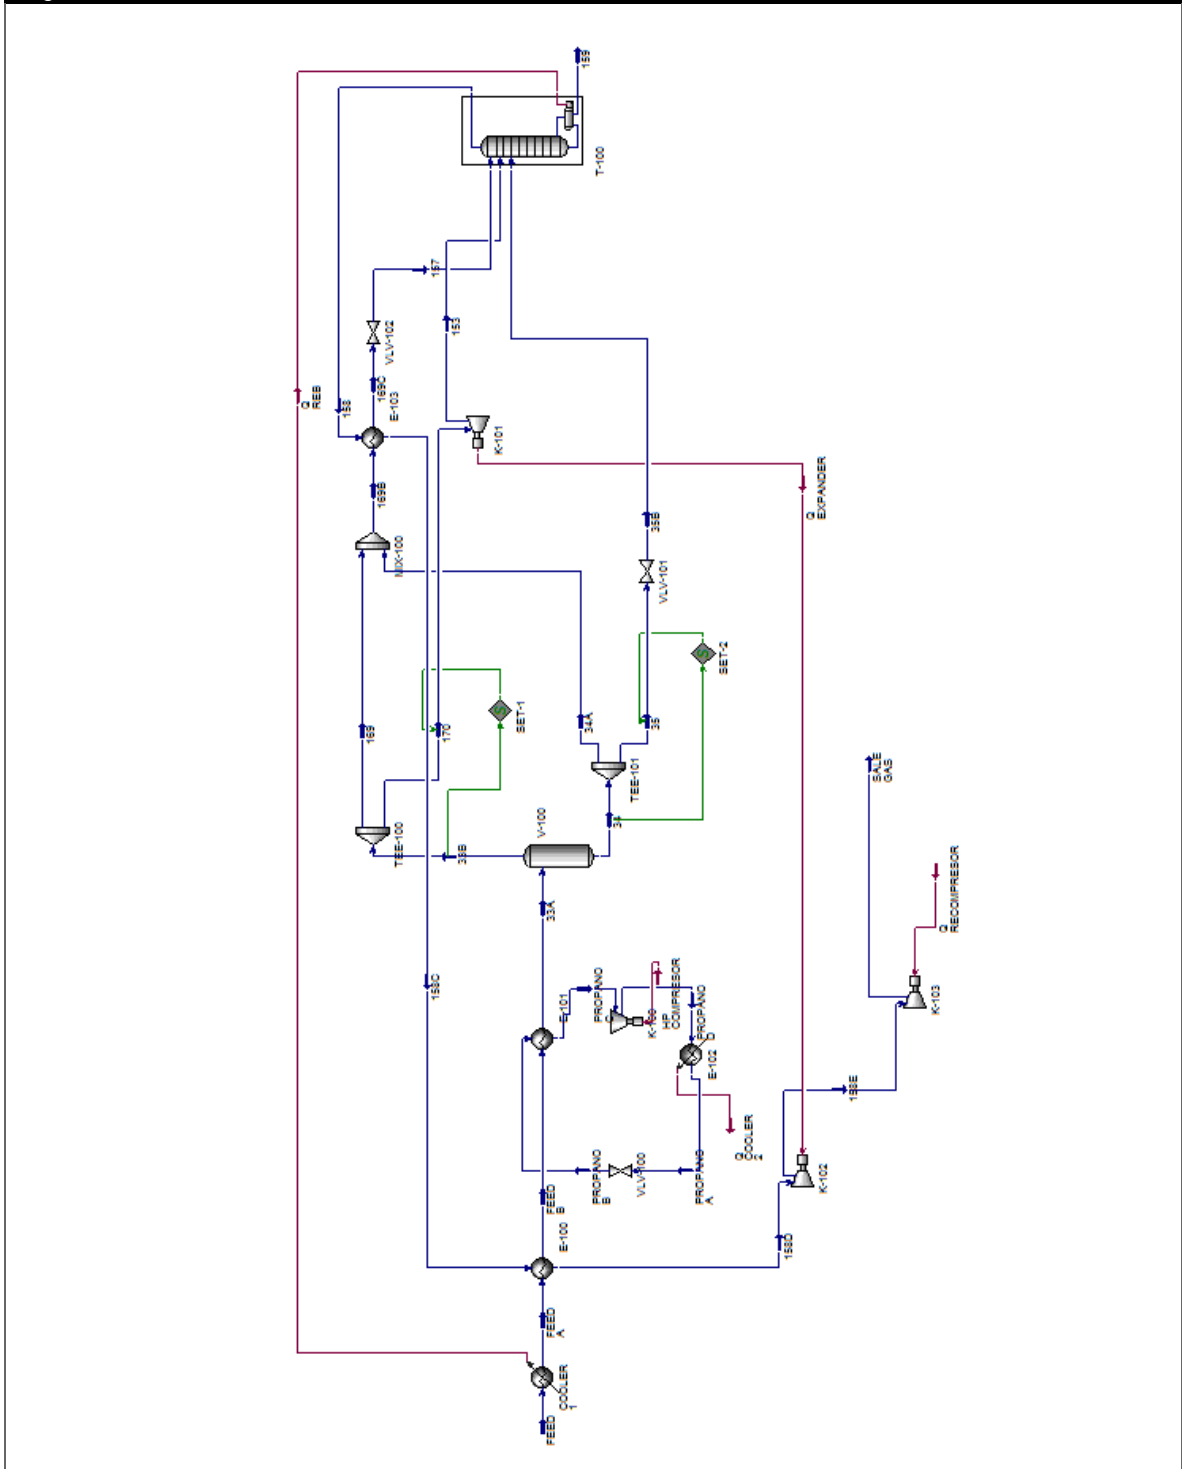 159
T-100
157
153
VLV-102
169C
E-103
158
Q
REB
K-101
169B
Q
EXPANDER
MIX-100
35B
VLV-101
S
SET-2
S
SET-1
169
170
34A
35
TEE-101
SALE
GAS
TEE-100
33B
V-100
34
33A
Q
RECOMPRESOR
158C
E-101
PROPANO
K-100
HP
COMPRESOR
PROPANO
D
E-102
K-103
158E
Q
COOLER
2
PROPANO
B
VLV-100
PROPANO
A
K-102
FEED
B
E-100
158D
FEED
A
COOLER
1
FEED